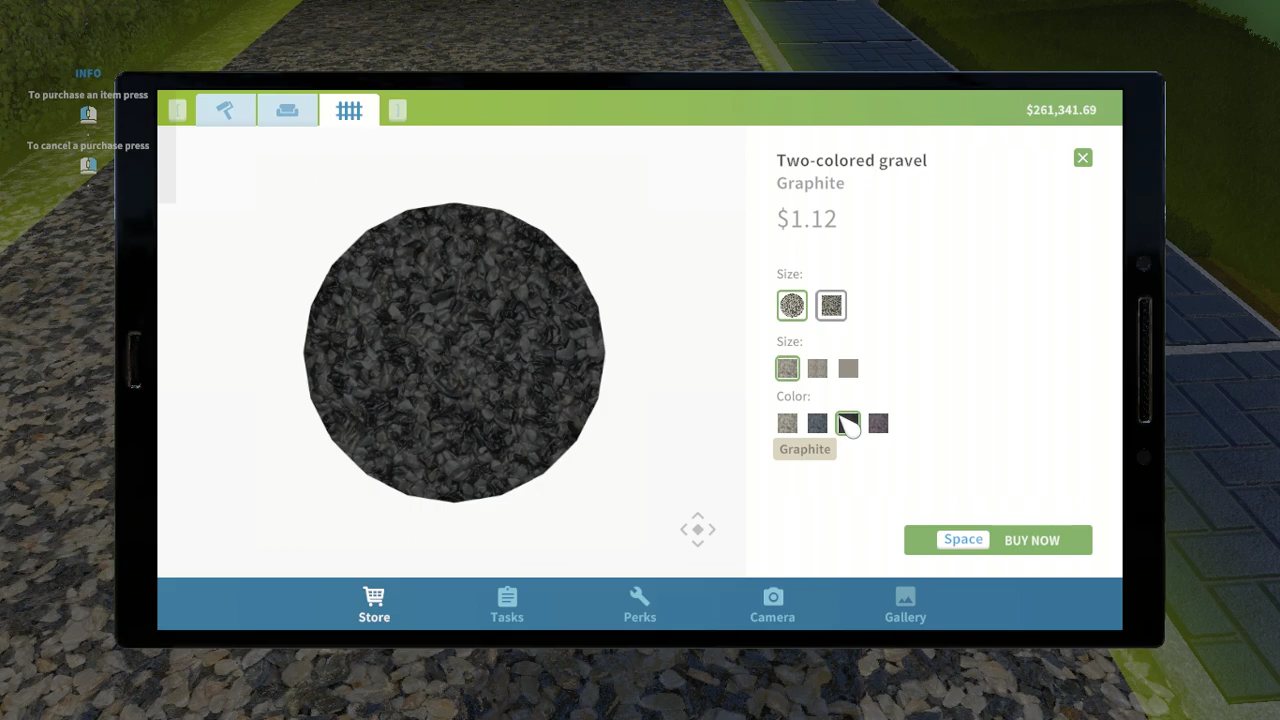 INFO
To purchase an item press
.
To cancel a purchase press
.
$261,341.69
Two-colored gravel
Graphite
$1.12
Size:
Size:
Color:
Graphite
Space BUY NOW
Store
Tasks
Perks
Camera
Gallery